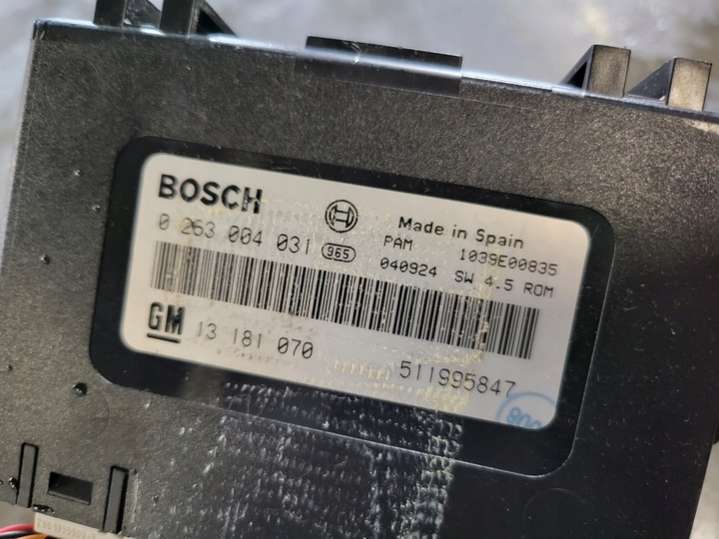 BOSCH
Made in Spain
0 263 004 031 965 PAM 1039E00835
040924 SW 4.5 ROM
GM 13 181 070 511995847